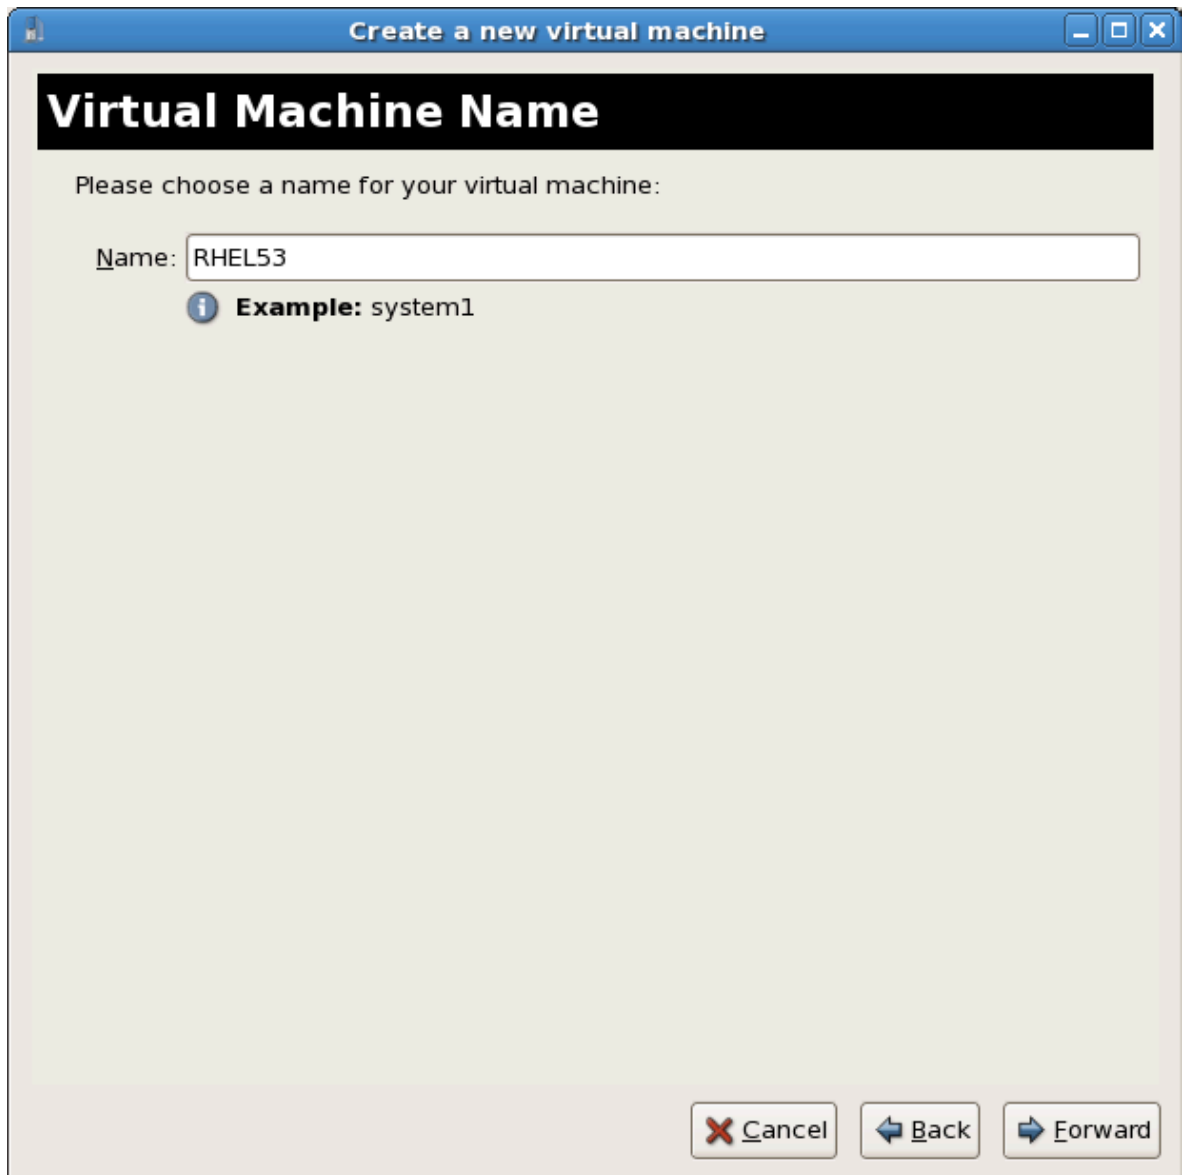 Create a new virtual machine
Virtual Machine Name
Please choose a name for your virtual machine:
Name: RHEL53
Example: system1
Cancel Back Forward